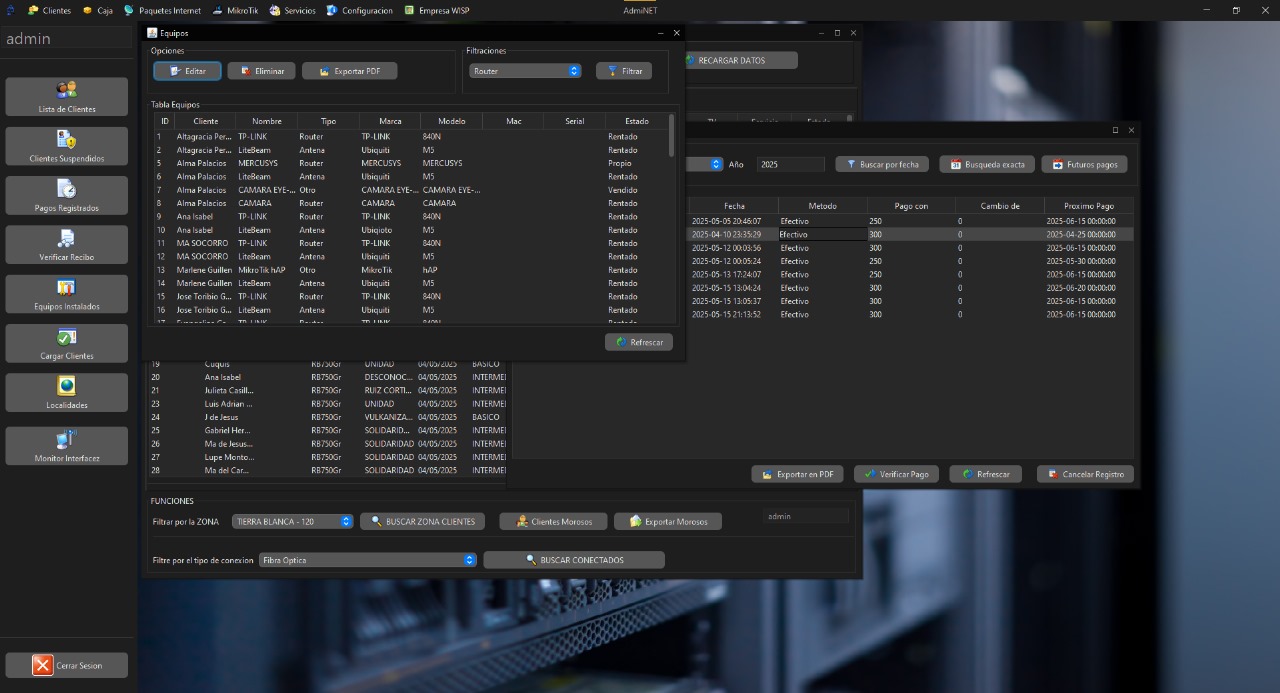 Clientes Caja Paquetes Internet MikroTik Servicios Configuracion Empresa WISP AdmiNET
admin
Lista de Clientes
Clientes Suspendidos
Pagos Registrados
Verificar Recibo
Equipos Instalados
Cargar Clientes
Localidades
Monitor Interfacez
Cerrar Sesion
Equipos
Opciones Filtraciones
Editar Eliminar Exportar PDF Router Filtrar
Tabla Equipos
ID Cliente Nombre Tipo Marca Modelo Mac Serial Estado
1 Altagracia Per... TP-LINK Router TP-LINK 840N Rentado
2 Altagracia Per... LiteBeam Antena Ubiquiti M5 Rentado
5 Alma Palacios MERCUSYS Router MERCUSYS MERCUSYS Propio
6 Alma Palacios LiteBeam Antena Ubiquiti M5 Rentado
7 Alma Palacios CAMARA EYE-... Otro CAMARA EYE-... CAMARA EYE-... Vendido
8 Alma Palacios CAMARA Router CAMARA CAMARA Rentado
9 Ana Isabel TP-LINK Router TP-LINK 840N Rentado
10 Ana Isabel LiteBeam Antena Ubiqioto M5 Rentado
11 MA SOCORRO TP-LINK Router TP-LINK 840N Rentado
12 MA SOCORRO LiteBeam Antena Ubiquiti M5 Rentado
13 Marlene Guillen MikroTik hAP Otro MikroTik hAP Rentado
14 Marlene Guillen LiteBeam Antena Ubiquiti M5 Rentado
15 Jose Toribio G... TP-LINK Router TP-LINK 840N Rentado
16 Jose Toribio G... LiteBeam Antena Ubiquiti M5 Rentado
Refrescar
RECARGAR DATOS
Año 2025 Buscar por fecha Busqueda exacta Futuros pagos
Fecha Metodo Pago con Cambio de Proximo Pago
2025-05-05 20:46:07 Efectivo 250 0 2025-06-15 00:00:00
2025-04-10 23:35:29 Efectivo 300 0 2025-04-25 00:00:00
2025-05-12 00:03:56 Efectivo 300 0 2025-06-15 00:00:00
2025-05-12 00:05:24 Efectivo 300 0 2025-05-30 00:00:00
2025-05-13 17:24:07 Efectivo 250 0 2025-06-15 00:00:00
2025-05-15 13:04:24 Efectivo 300 0 2025-06-20 00:00:00
2025-05-15 13:05:37 Efectivo 300 0 2025-06-15 00:00:00
2025-05-15 21:13:52 Efectivo 300 0 2025-06-15 00:00:00
Exportar en PDF Verificar Pago Refrescar Cancelar Registro
19 Cuquis RB750Gr UNIDAD 04/05/2025 BASICO
20 Ana Isabel RB750Gr DESCONOC... 04/05/2025 INTERME
21 Julieta Casill... RB750Gr RUIZ CORTI... 04/05/2025 INTERME
23 Luis Adrian ... RB750Gr UNIDAD 04/05/2025 INTERME
24 J de Jesus RB750Gr VULKANIZA... 04/05/2025 BASICO
25 Gabriel Her... RB750Gr SOLIDARID... 04/05/2025 INTERME
26 Ma de Jesus... RB750Gr SOLIDARIDAD 04/05/2025 INTERME
27 Lupe Monto... RB750Gr SOLIDARIDAD 04/05/2025 INTERME
28 Ma del Car... RB750Gr SOLIDARIDAD 04/05/2025 INTERME
FUNCIONES
Filtrar por la ZONA TIERRA BLANCA - 120 BUSCAR ZONA CLIENTES Clientes Morosos Exportar Morosos admin
Filtre por el tipo de conexion Fibra Optica BUSCAR CONECTADOS